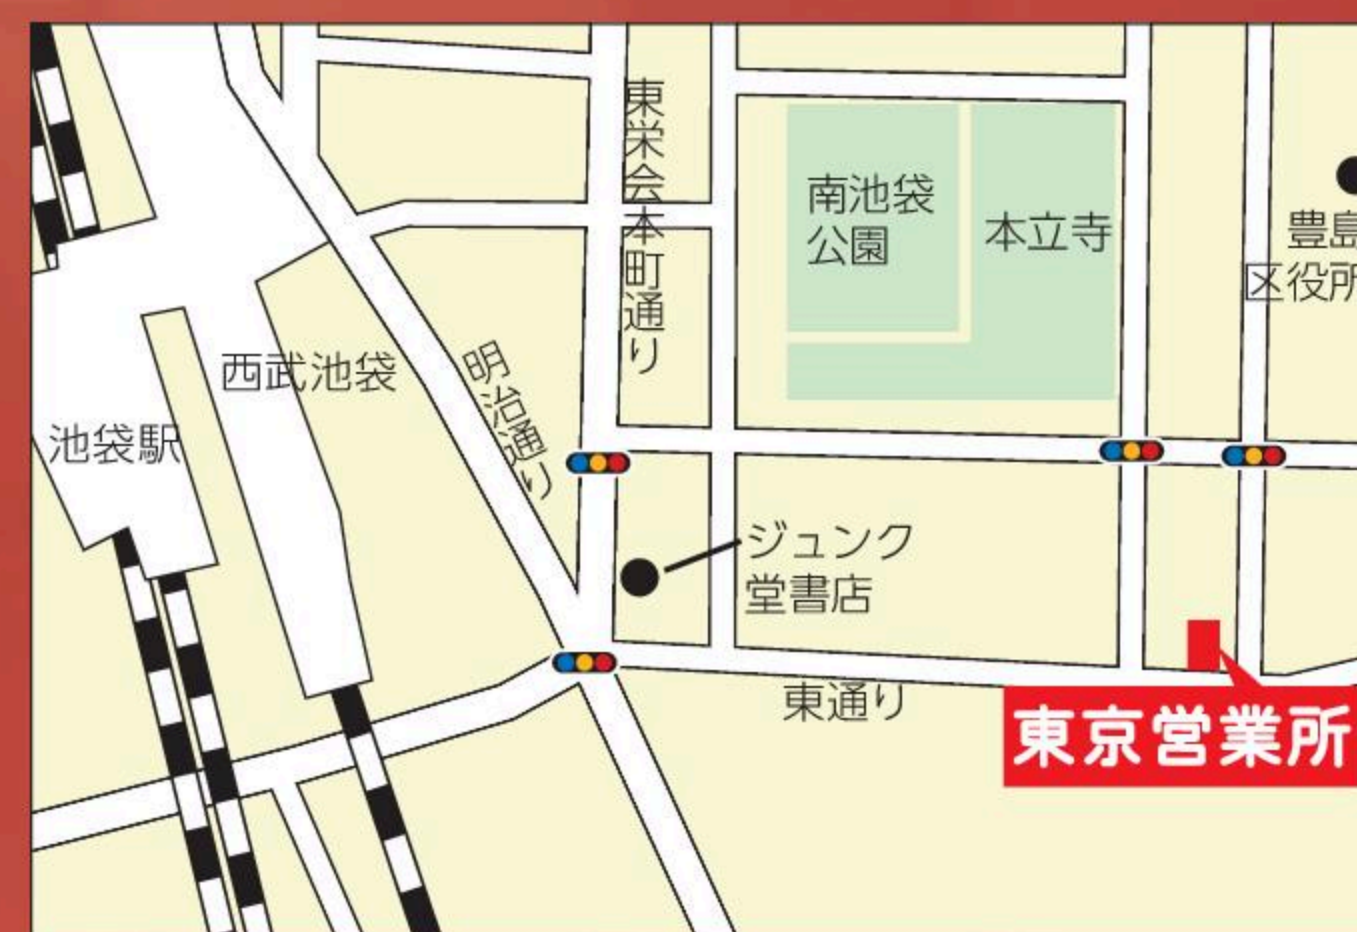 東栄会本町通り
南池袋
公園
本立寺
豊島
区役所
西武池袋
明治通り
池袋駅
ジュンク
堂書店
東通り
東京営業所